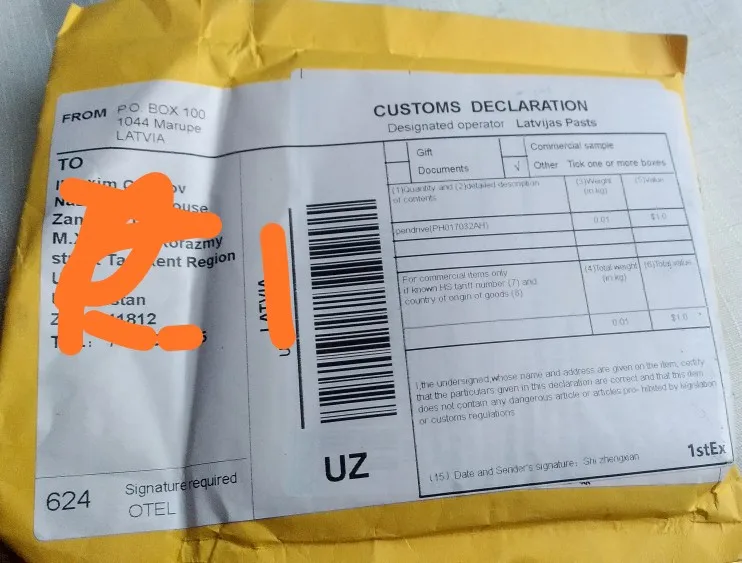 FROM P.O. BOX 100
1044 Marupe
LATVIA
TO
ouse
M.
orazmy
ent Region
stan
1812
LATVIA
CUSTOMS DECLARATION
Designated operator Latvijas Pasts
Gift
Commercial sample
Documents
√ Other Tick one or more boxes
(1)Quantity and (2)detailed description
of contents
(3)Weight
(in kg)
(5)Value
pendrive(PH017032AH)
0.01
$1.0
For commercial items only
if known HS tariff number (7) and
country of origin of goods (8)
(4)Total weight
(in kg)
(6)Total value
0.01
$1.0
I,the undersigned,whose name and address are given on the item, certify
that the particulars given in this declaration are correct and that this item
does not contain any dangerous article or articles pro- hibited by legislation
or customs regulations
(15) Date and Sender's signature:
1stEx
UZ
624
Signature required
OTEL